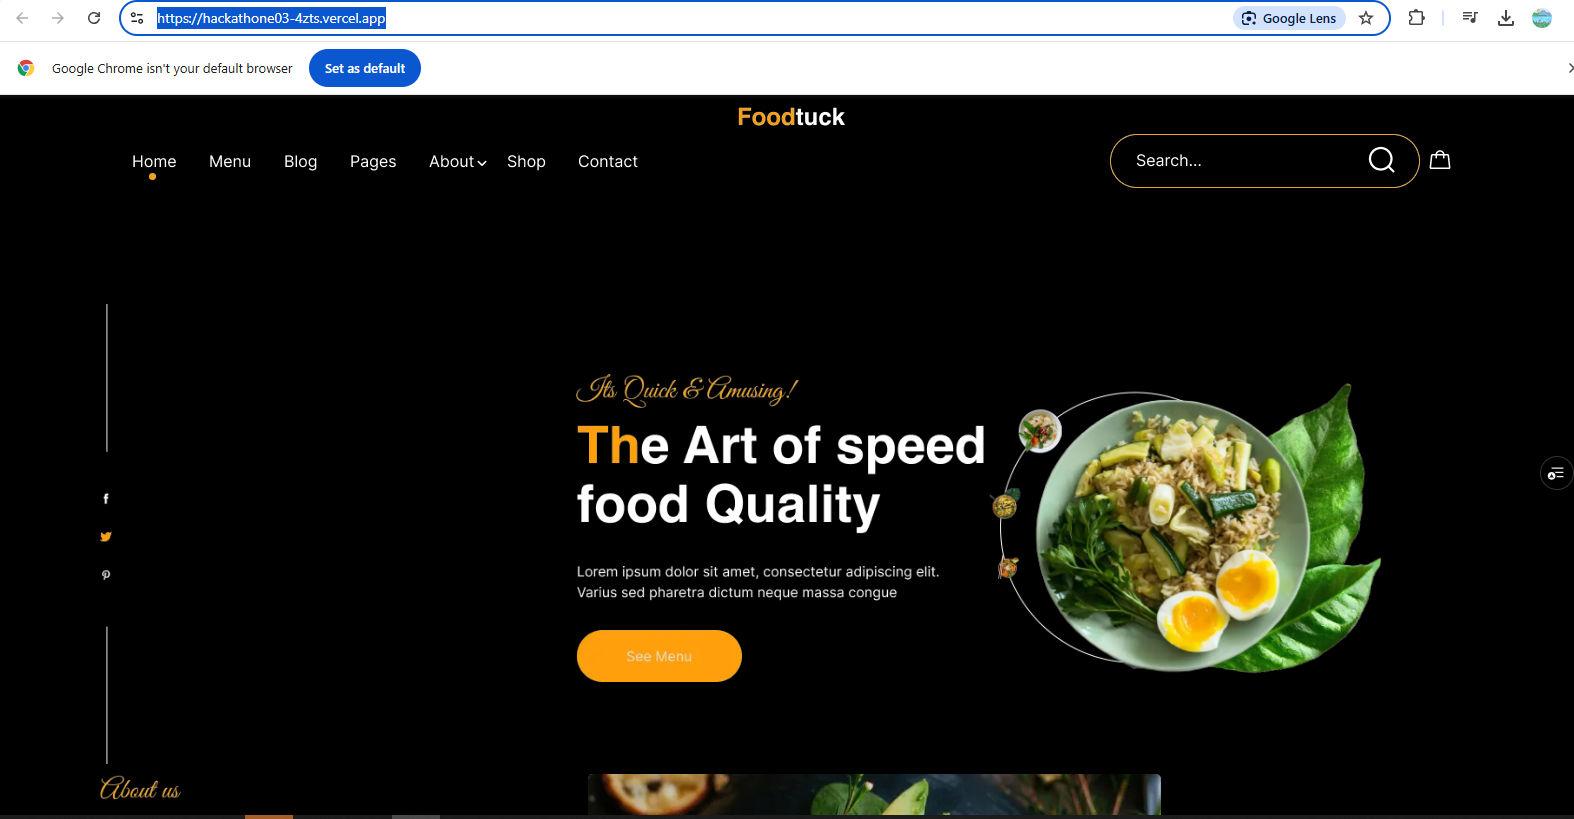 https://hackathone03-4zts.vercel.app
Google Lens
Google Chrome isn't your default browser
Set as default
Foodtuck
Home Menu Blog Pages About Shop Contact
Search...
Its Quick & Amusing!
The Art of speed
food Quality
Lorem ipsum dolor sit amet, consectetur adipiscing elit.
Varius sed pharetra dictum neque massa congue
See Menu
About us